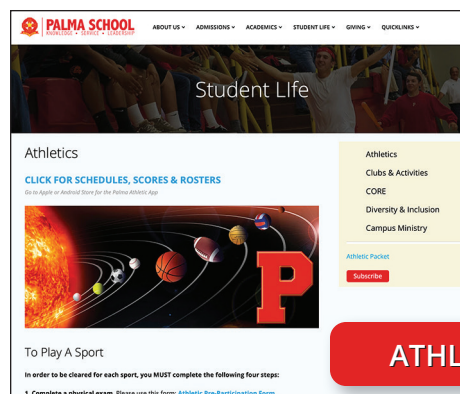 PALMA SCHOOL
KNOWLEDGE • SERVICE • LEADERSHIP
ABOUT US ADMISSIONS ACADEMICS STUDENT LIFE GIVING QUICKLINKS
Student LIfe
Athletics
CLICK FOR SCHEDULES, SCORES & ROSTERS
Go to Apple or Android Store for the Palma Athletic App
P
Athletics
Clubs & Activities
CORE
Diversity & Inclusion
Campus Ministry
Athletic Packet
Subscribe
ATHL
To Play A Sport
In order to be cleared for each sport, you MUST complete the following four steps:
1. Complete a physical exam. Please use this form: Athletic Pre-Participation Form